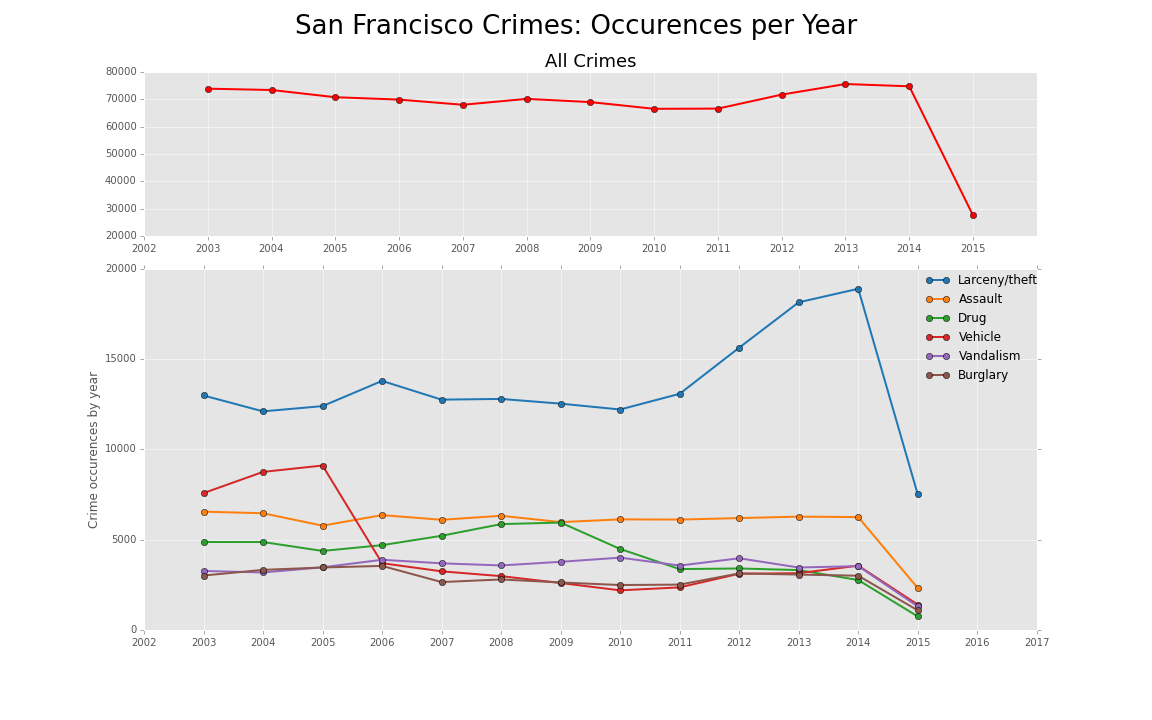 San Francisco Crimes: Occurences per Year
All Crimes
80000
70000
60000
50000
40000
30000
20000
2002 2003 2004 2005 2006 2007 2008 2009 2010 2011 2012 2013 2014 2015
20000
15000
10000
5000
0
Crime occurences by year
Larceny/theft
Assault
Drug
Vehicle
Vandalism
Burglary
2002 2003 2004 2005 2006 2007 2008 2009 2010 2011 2012 2013 2014 2015 2016 2017